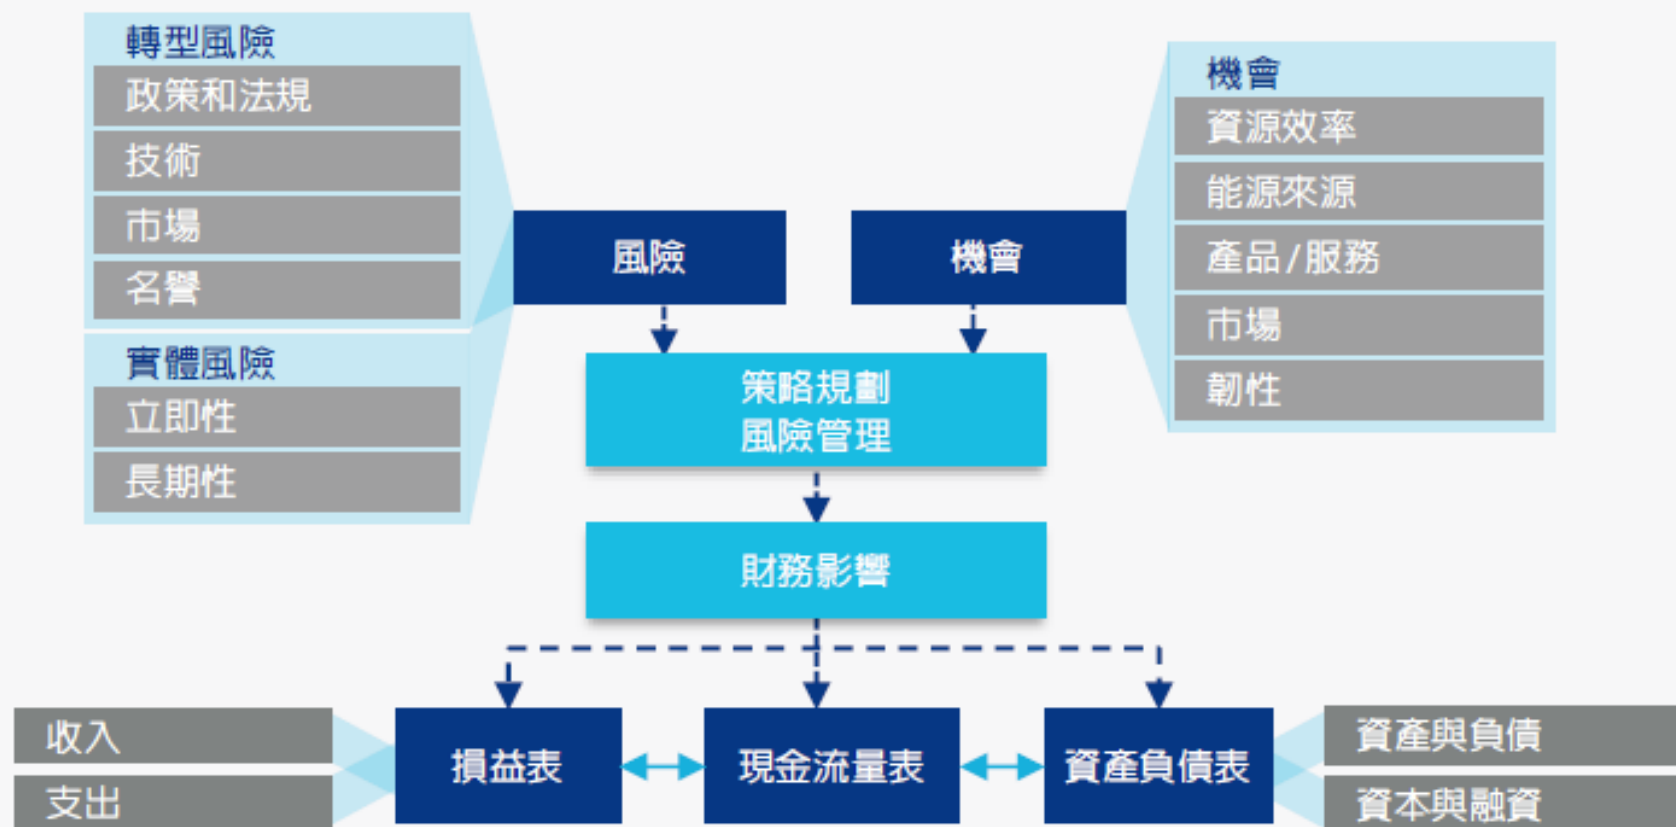 轉型風險
政策和法規
技術
市場
名譽
實體風險
立即性
長期性
機會
資源效率
能源來源
產品/服務
市場
韌性
風險
機會
策略規劃
風險管理
財務影響
收入
支出
損益表
現金流量表
資產負債表
資產與負債
資本與融資